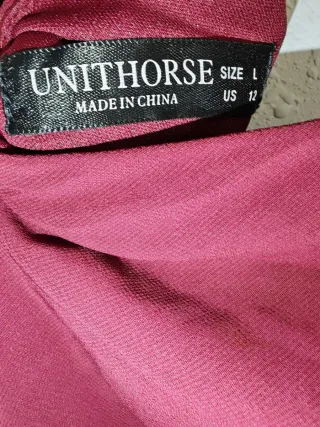 UNITHORSE SIZE L
MADE IN CHINA US 12